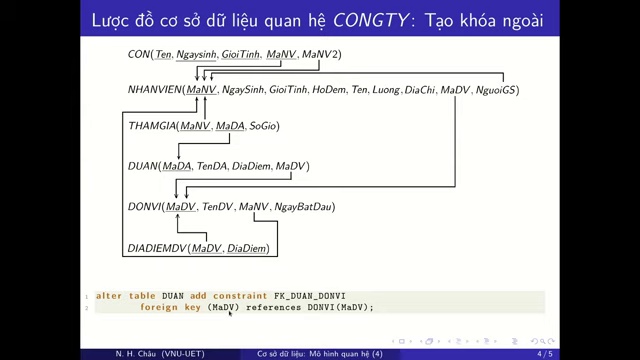 Lược đồ cơ sở dữ liệu quan hệ CONGTY: Tạo khóa ngoài
CON(Ten, Ngaysinh, GioiTinh, MaNV, MaNV2)
NHANVIEN(MaNV, NgaySinh, GioiTinh, HoDem, Ten, Luong, DiaChi, MaDV, NguoiGS)
THAMGIA(MaNV, MaDA, SoGio)
DUAN(MaDA, TenDA, DiaDiem, MaDV)
DONVI(MaDV, TenDV, MaNV, NgayBatDau)
DIADIEMDV(MaDV, DiaDiem)
1 alter table DUAN add constraint FK_DUAN_DONVI
2 foreign key (MaDV) references DONVI(MaDV);
N. H. Châu (VNU-UET) Cơ sở dữ liệu: Mô hình quan hệ (4) 4 / 5